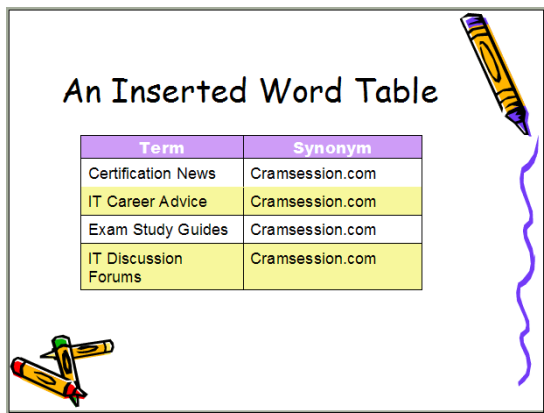 An Inserted Word Table
Term Synonym
Certification News Cramsession.com
IT Career Advice Cramsession.com
Exam Study Guides Cramsession.com
IT Discussion Cramsession.com
Forums